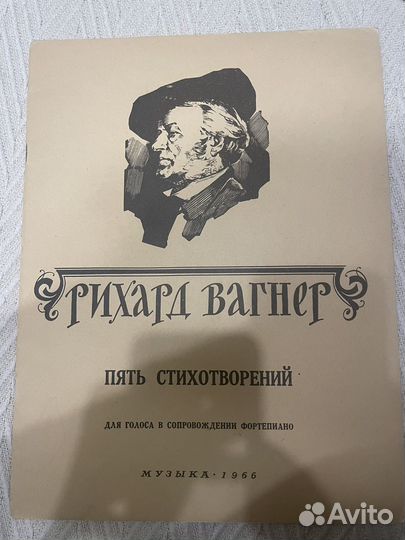 РИХАРД ВАГНЕР
ПЯТЬ СТИХОТВОРЕНИЙ
ДЛЯ ГОЛОСА В СОПРОВОЖДЕНИИ ФОРТЕПИАНО
МУЗЫКА · 1966
Avito